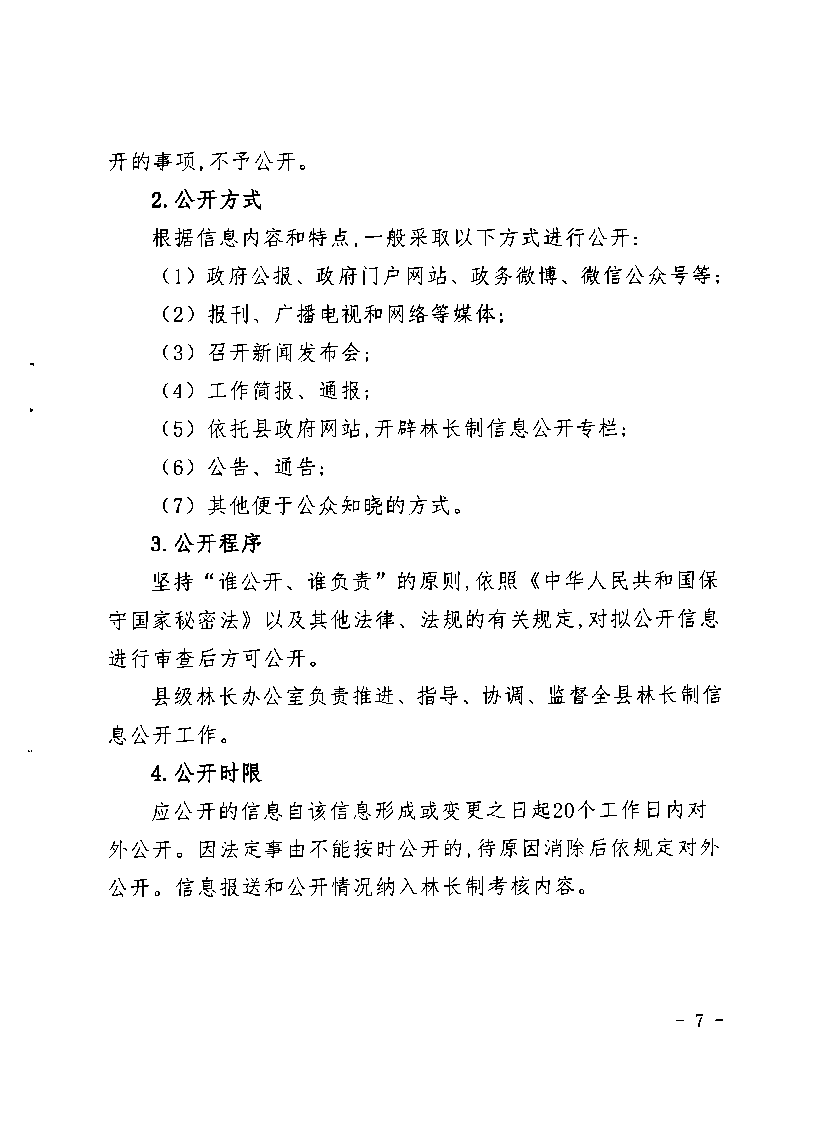 开的事项,不予公开。
2.公开方式
根据信息内容和特点,一般采取以下方式进行公开:
（1）政府公报、政府门户网站、政务微博、微信公众号等;
（2）报刊、广播电视和网络等媒体;
（3）召开新闻发布会;
（4）工作简报、通报;
（5）依托县政府网站,开辟林长制信息公开专栏;
（6）公告、通告;
（7）其他便于公众知晓的方式。
3.公开程序
坚持“谁公开、谁负责”的原则,依照《中华人民共和国保
守国家秘密法》以及其他法律、法规的有关规定,对拟公开信息
进行审查后方可公开。
县级林长办公室负责推进、指导、协调、监督全县林长制信
息公开工作。
4.公开时限
应公开的信息自该信息形成或变更之日起20个工作日内对
外公开。因法定事由不能按时公开的,待原因消除后依规定对外
公开。信息报送和公开情况纳入林长制考核内容。
- 7 -